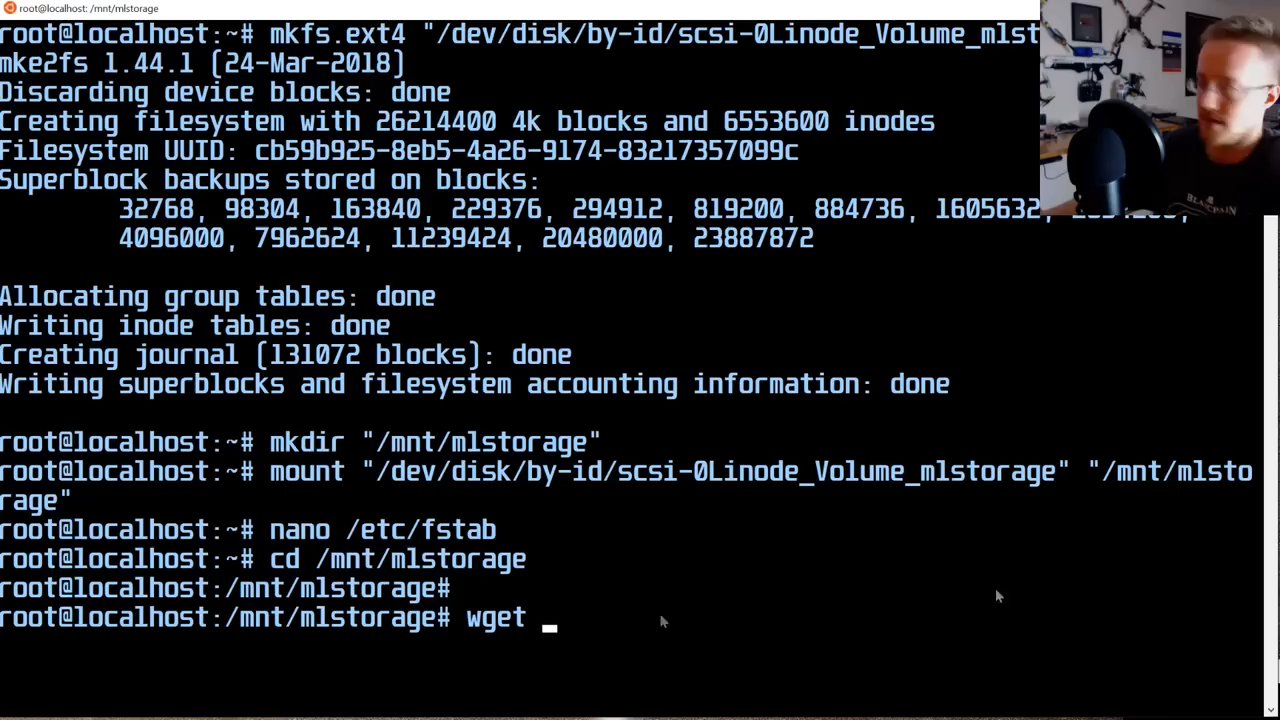 root@localhost: /mnt/mlstorage
root@localhost:~# mkfs.ext4 "/dev/disk/by-id/scsi-0Linode_Volume_mlst
mke2fs 1.44.1 (24-Mar-2018)
Discarding device blocks: done
Creating filesystem with 26214400 4k blocks and 6553600 inodes
Filesystem UUID: cb59b925-8eb5-4a26-9174-83217357099c
Superblock backups stored on blocks:
32768, 98304, 163840, 229376, 294912, 819200, 884736, 1605632,
4096000, 7962624, 11239424, 20480000, 23887872
Allocating group tables: done
Writing inode tables: done
Creating journal (131072 blocks): done
Writing superblocks and filesystem accounting information: done
root@localhost:~# mkdir "/mnt/mlstorage"
root@localhost:~# mount "/dev/disk/by-id/scsi-0Linode_Volume_mlstorage" "/mnt/mlsto
rage"
root@localhost:~# nano /etc/fstab
root@localhost:~# cd /mnt/mlstorage
root@localhost:/mnt/mlstorage#
root@localhost:/mnt/mlstorage# wget